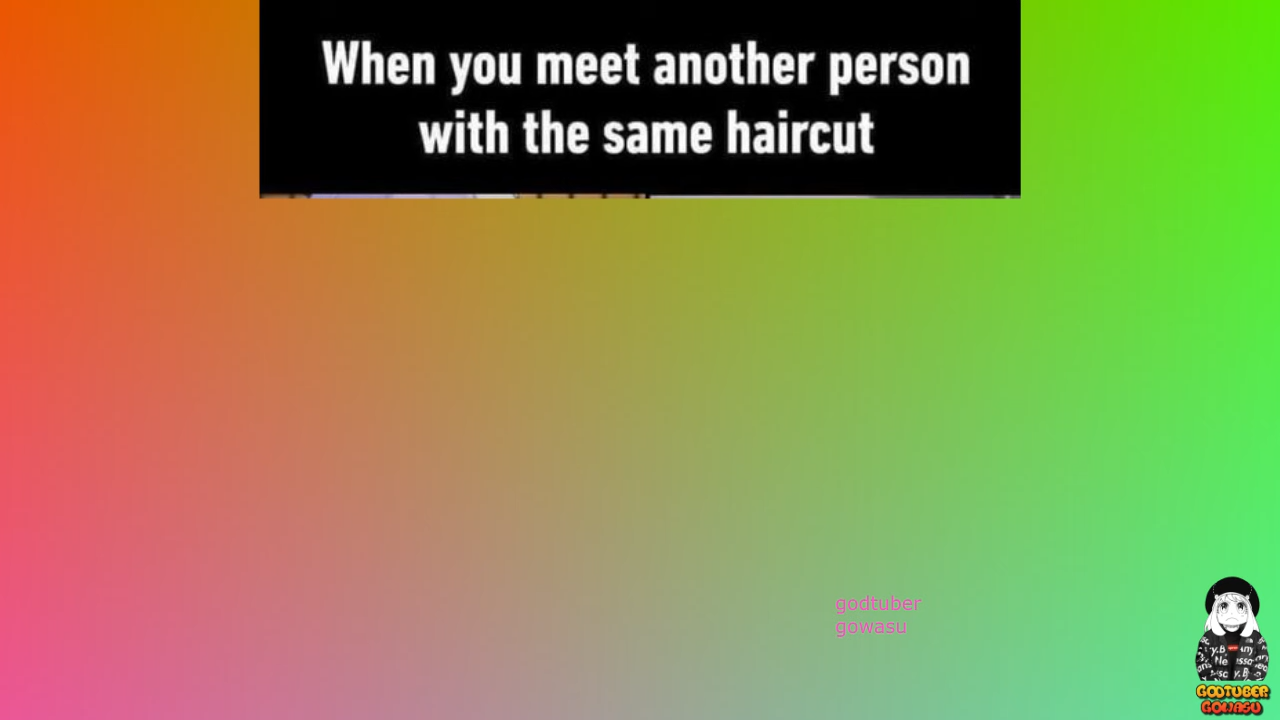 When you meet another person
with the same haircut
godtuber
gowasu
GODTUBER
GOWASU